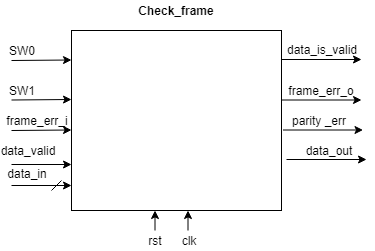 Check_frame
SW0
data_is_valid
SW1
frame_err_o
frame_err_i
parity _err
data_valid
data_out
data_in
rst clk